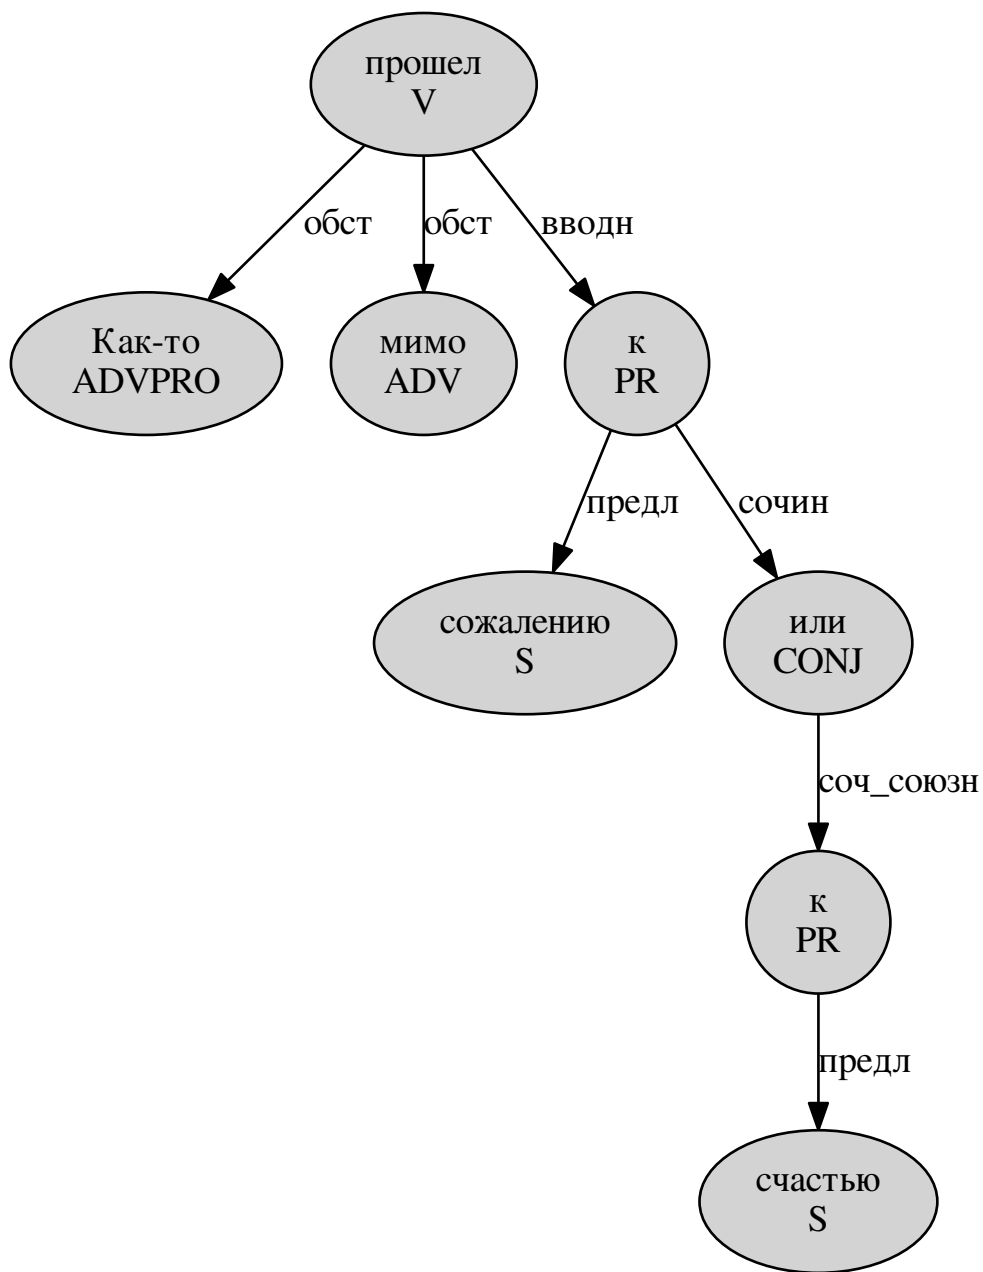 прошел
V
обст
обст
вводн
Как-то
ADVPRO
мимо
ADV
к
PR
предл
сочин
сожалению
S
или
CONJ
соч_союзн
к
PR
предл
счастью
S